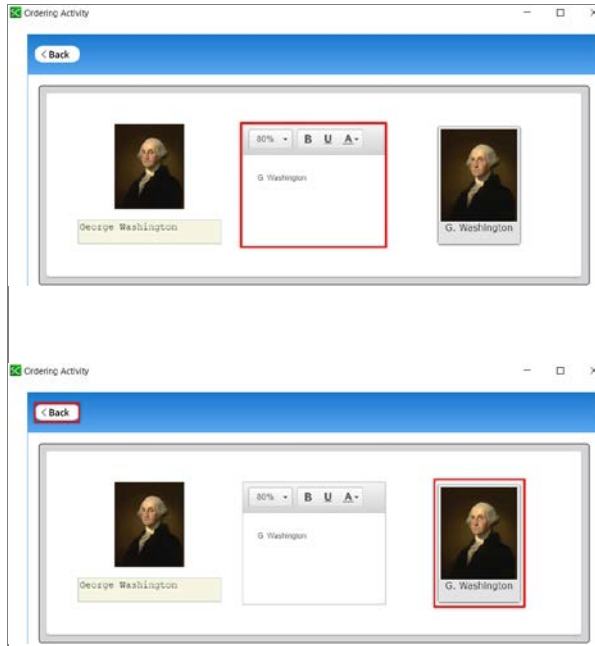 Ordering Activity
< Back
80% B U A
G. Washington
George Washington
G. Washington
Ordering Activity
< Back
80% B U A
G. Washington
George Washington
G. Washington